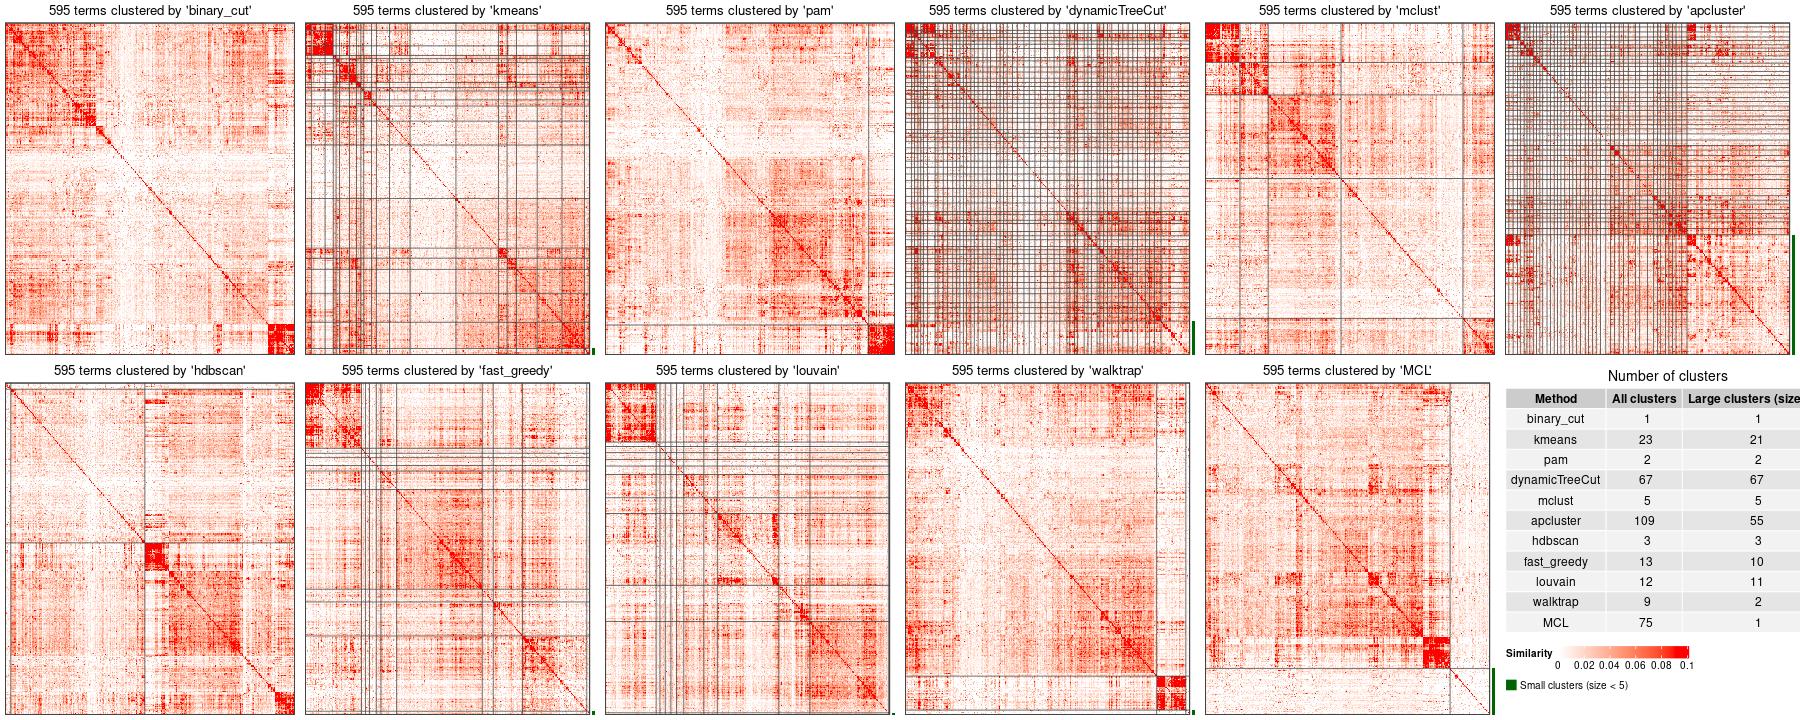 595 terms clustered by 'binary_cut'
595 terms clustered by 'kmeans'
595 terms clustered by 'pam'
595 terms clustered by 'dynamicTreeCut'
595 terms clustered by 'mclust'
595 terms clustered by 'apcluster'
595 terms clustered by 'hdbscan'
595 terms clustered by 'fast_greedy'
595 terms clustered by 'louvain'
595 terms clustered by 'walktrap'
595 terms clustered by 'MCL'
Number of clusters
Method All clusters Large clusters (size
binary_cut 1 1
kmeans 23 21
pam 2 2
dynamicTreeCut 67 67
mclust 5 5
apcluster 109 55
hdbscan 3 3
fast_greedy 13 10
louvain 12 11
walktrap 9 2
MCL 75 1
Similarity
0 0.02 0.04 0.06 0.08 0.1
Small clusters (size < 5)